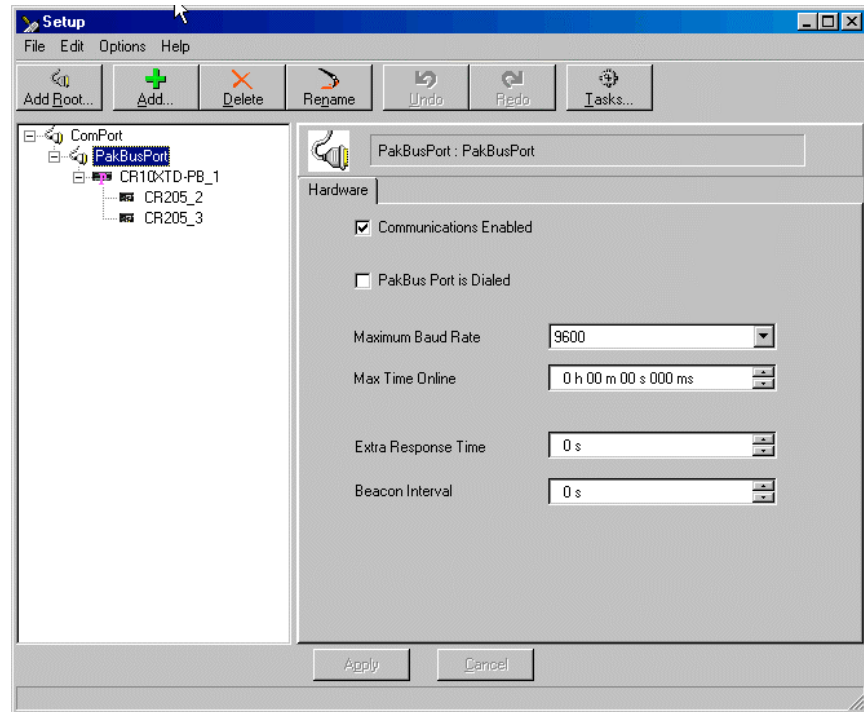 Setup
File Edit Options Help
Add Root... Add... Delete Rename Undo Redo Tasks...
ComPort
PakBusPort
CR10XTD-PB_1
CR205_2
CR205_3
PakBusPort : PakBusPort
Hardware
Communications Enabled
PakBus Port is Dialed
Maximum Baud Rate 9600
Max Time Online 0 h 00 m 00 s 000 ms
Extra Response Time 0 s
Beacon Interval 0 s
Apply Cancel